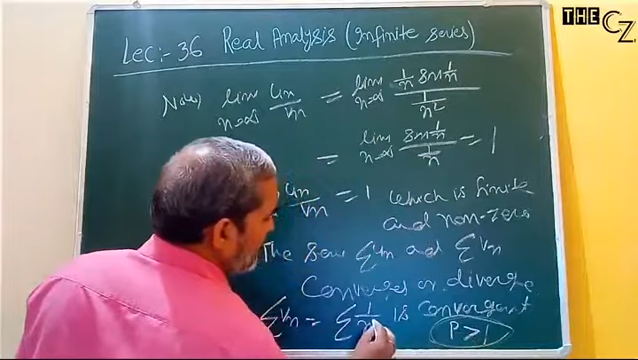 THE CZ.
Lec:- 36 Real Analysis (Infinite series)
Now, lim n→∞ un/vn = lim n→∞ (1/n sin 1/n)/(1/n²)
= lim n→∞ (sin 1/n)/(1/n) = 1
un/vn = 1 which is finite
and non-zero
The series Σun and Σvn
Converges or diverge
Σvn = Σ 1/n is convergent
P>1